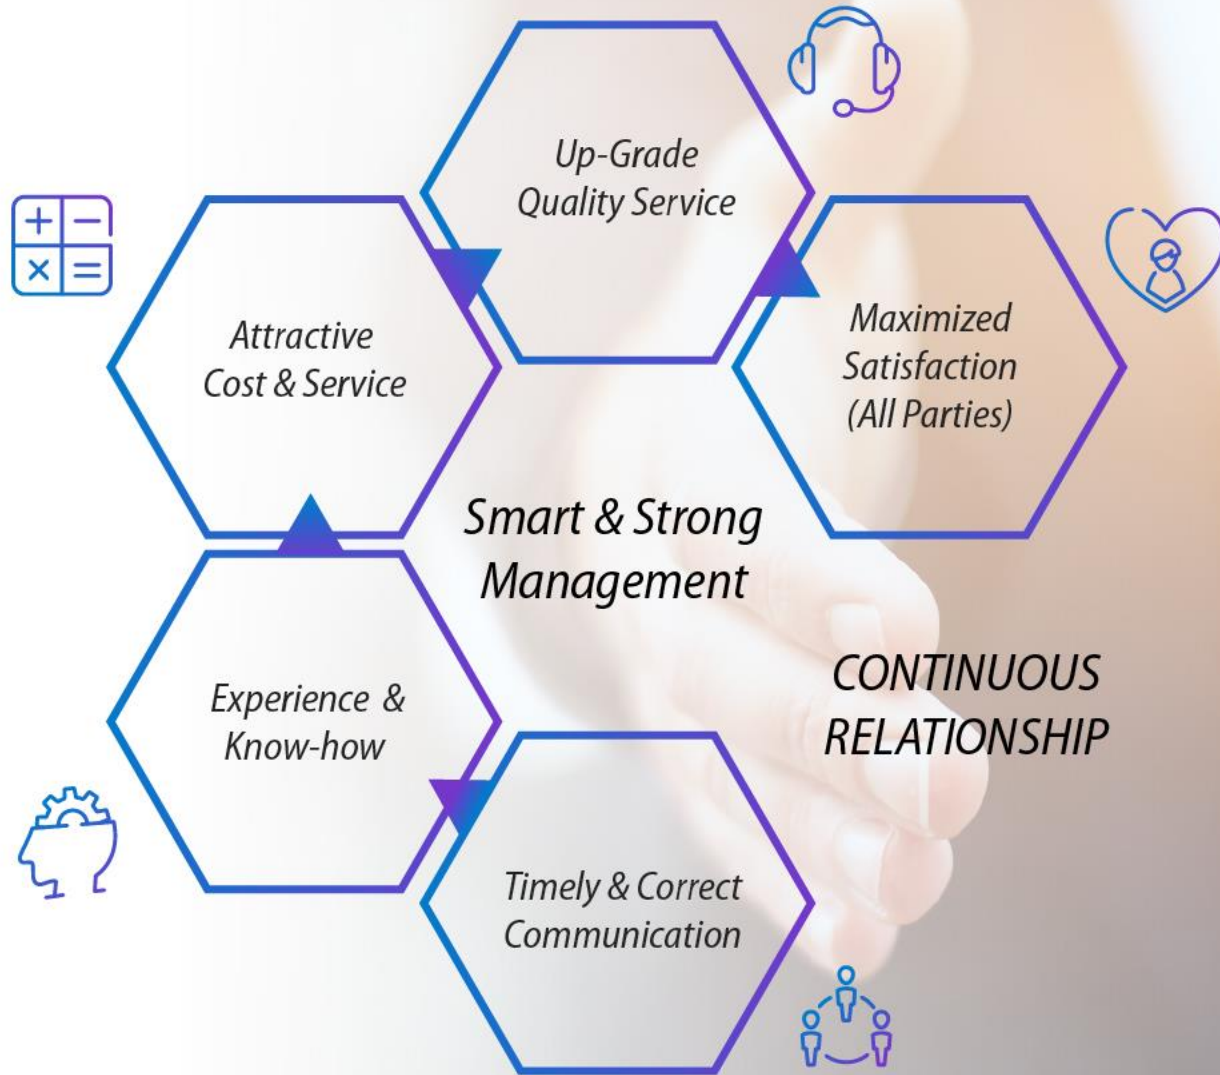 Up-Grade
Quality Service
Attractive
Cost & Service
Maximized
Satisfaction
(All Parties)
Smart & Strong
Management
Experience &
Know-how
CONTINUOUS
RELATIONSHIP
Timely & Correct
Communication